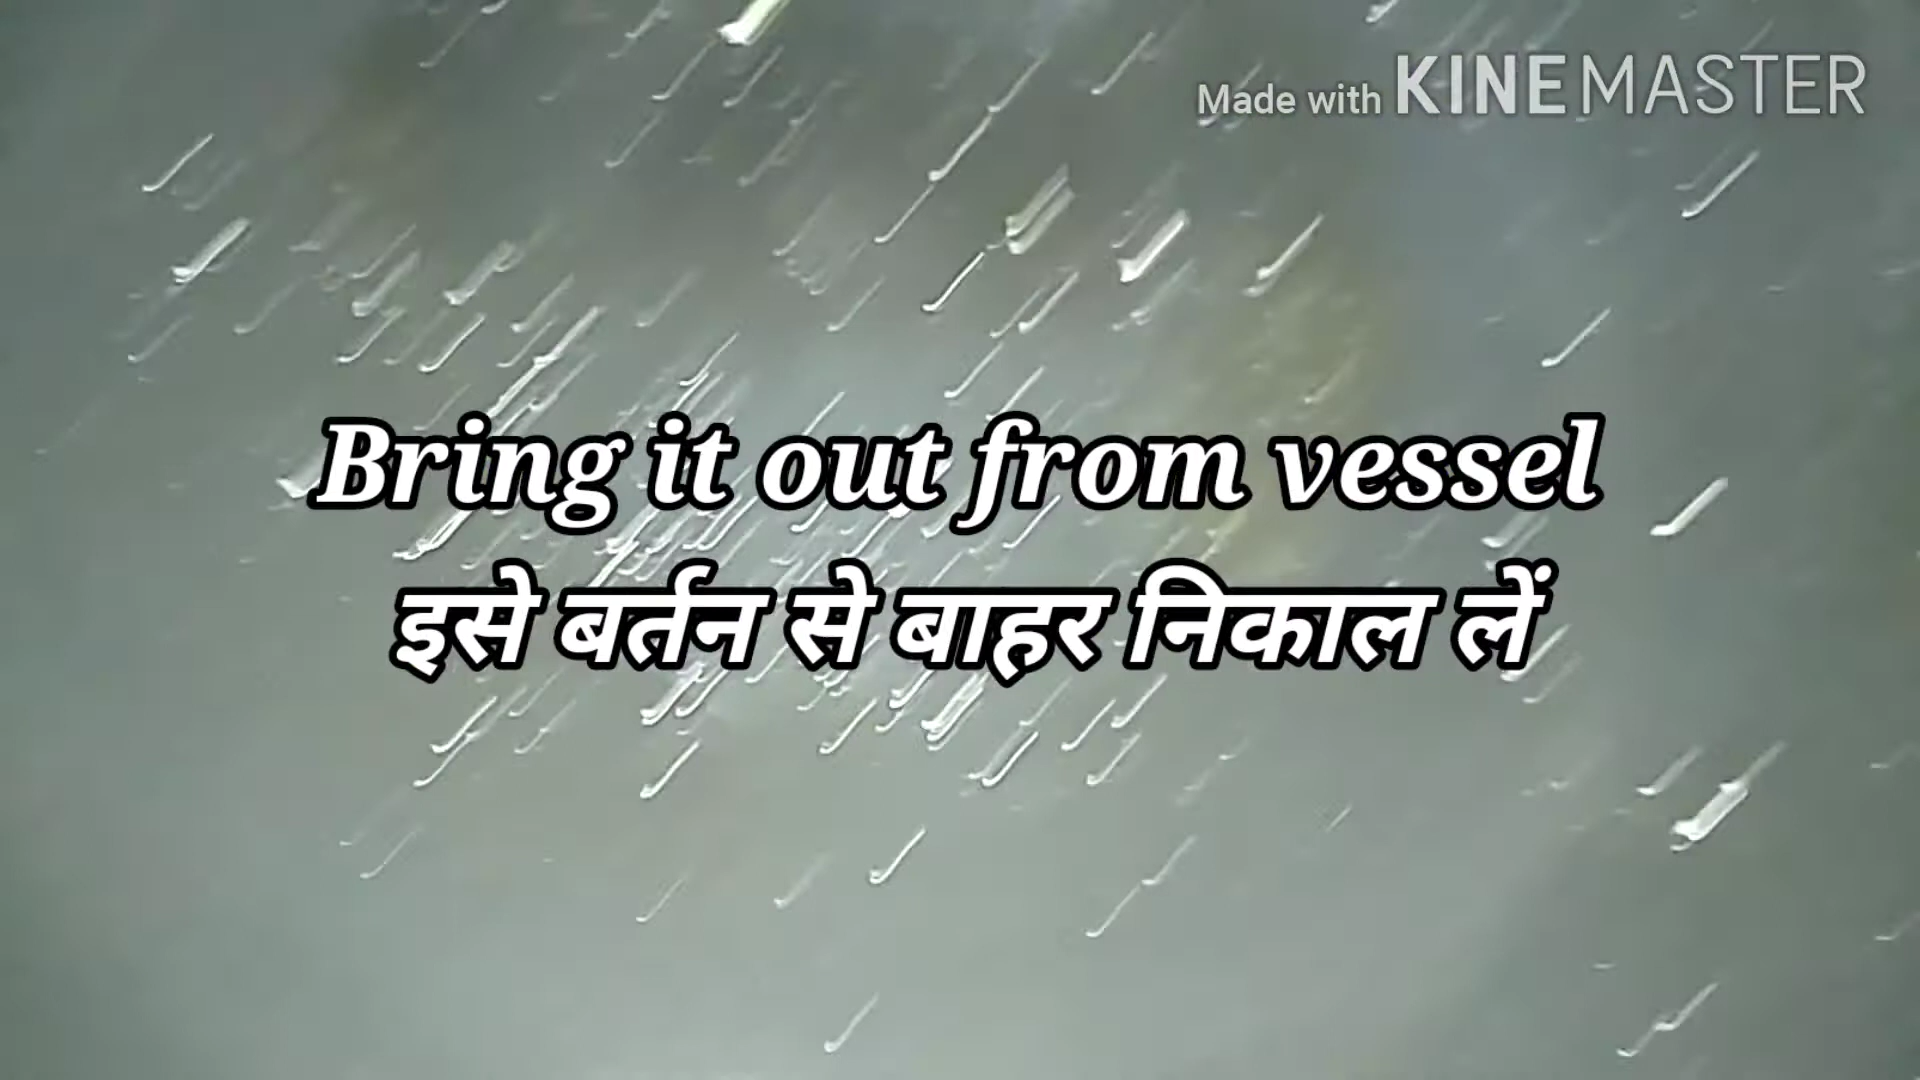 Made with KINEMASTER
Bring it out from vessel
इसे बर्तन से बाहर निकाल लें